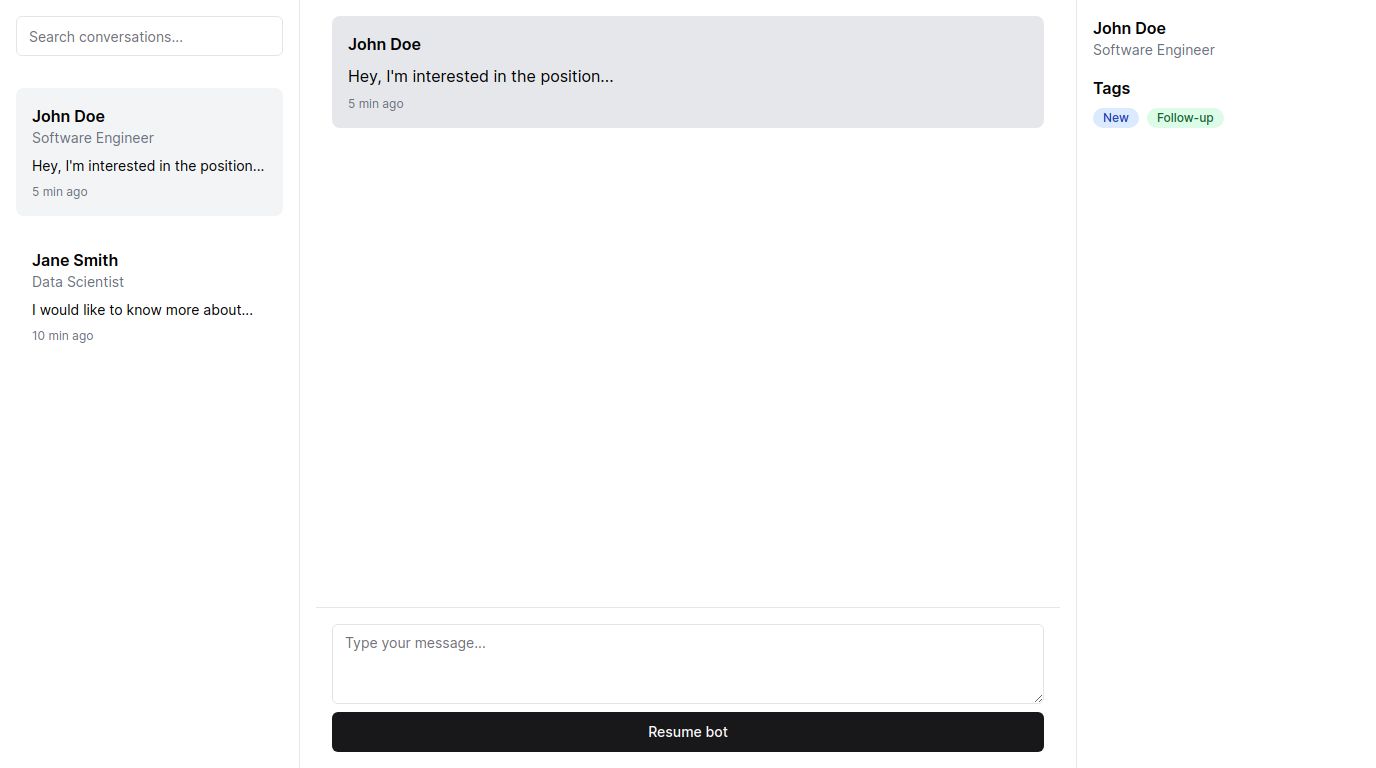 Search conversations...
John Doe
Software Engineer
Hey, I'm interested in the position...
5 min ago
Jane Smith
Data Scientist
I would like to know more about...
10 min ago
John Doe
Hey, I'm interested in the position...
5 min ago
Type your message...
Resume bot
John Doe
Software Engineer
Tags
New Follow-up